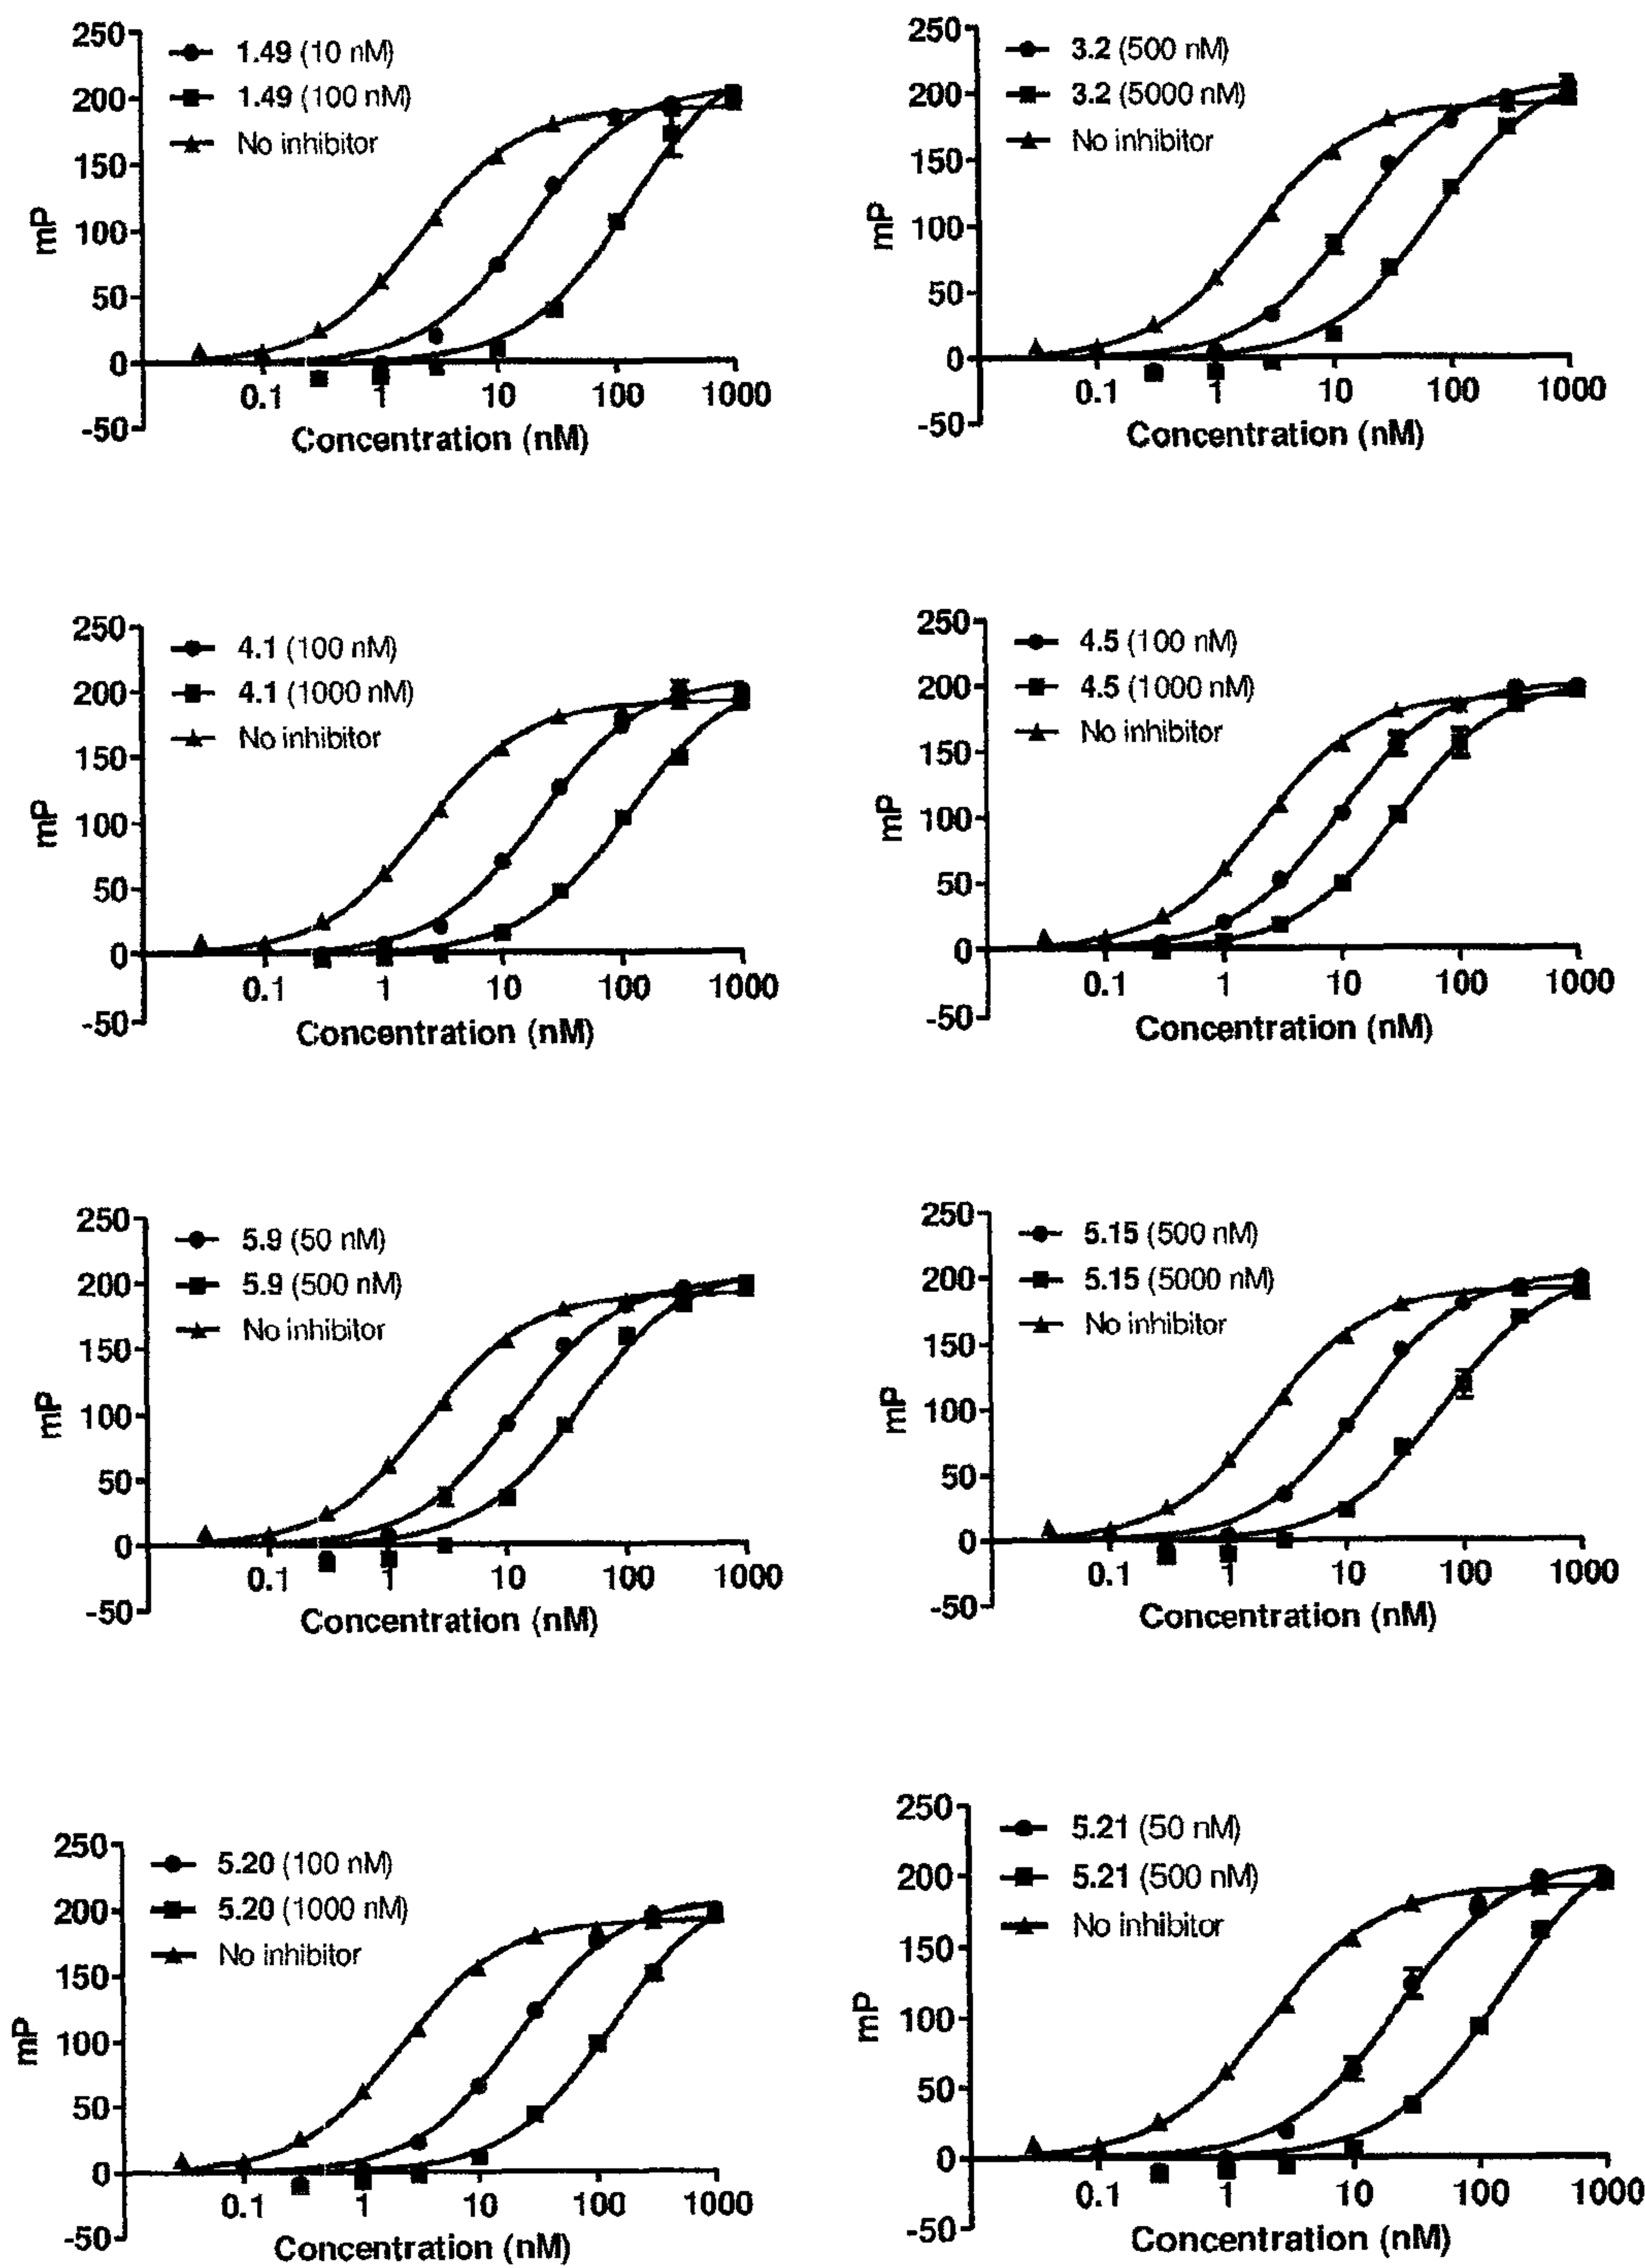 250
200
150
100
50
0
-50
mP
1.49 (10 nM)
1.49 (100 nM)
No inhibitor
0.1 1 10 100 1000
Concentration (nM)
250
200
150
100
50
0
-50
mP
3.2 (500 nM)
3.2 (5000 nM)
No inhibitor
0.1 1 10 100 1000
Concentration (nM)
250
200
150
100
50
0
-50
mP
4.1 (100 nM)
4.1 (1000 nM)
No inhibitor
0.1 1 10 100 1000
Concentration (nM)
250
200
150
100
50
0
-50
mP
4.5 (100 nM)
4.5 (1000 nM)
No inhibitor
0.1 1 10 100 1000
Concentration (nM)
250
200
150
100
50
0
-50
mP
5.9 (50 nM)
5.9 (500 nM)
No inhibitor
0.1 1 10 100 1000
Concentration (nM)
250
200
150
100
50
0
-50
mP
5.15 (500 nM)
5.15 (5000 nM)
No inhibitor
0.1 1 10 100 1000
Concentration (nM)
250
200
150
100
50
0
-50
mP
5.20 (100 nM)
5.20 (1000 nM)
No inhibitor
0.1 1 10 100 1000
Concentration (nM)
250
200
150
100
50
0
-50
mP
5.21 (50 nM)
5.21 (500 nM)
No inhibitor
0.1 1 10 100 1000
Concentration (nM)